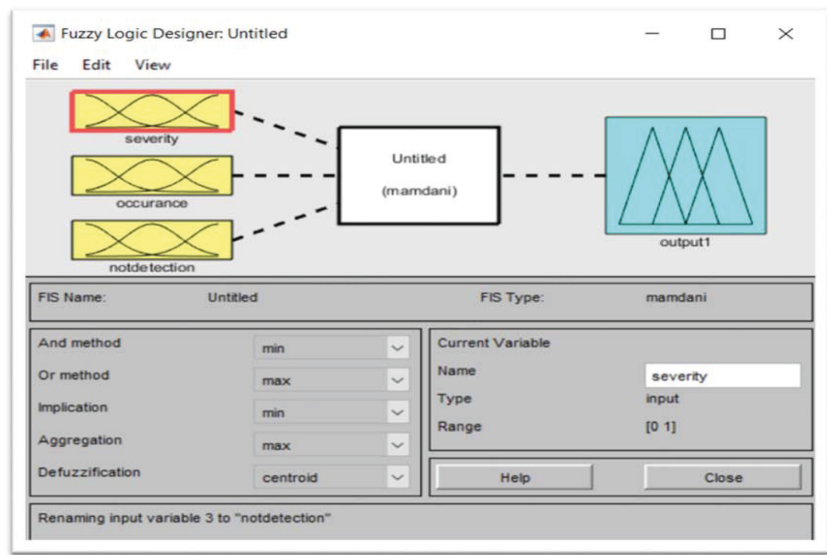 Fuzzy Logic Designer: Untitled
File Edit View
severity
occurance
notdetection
Untitled
(mamdani)
output1
FIS Name: Untitled FIS Type: mamdani
And method min
Or method max
Implication min
Aggregation max
Defuzzification centroid
Current Variable
Name severity
Type input
Range [0 1]
Help Close
Renaming input variable 3 to "notdetection"